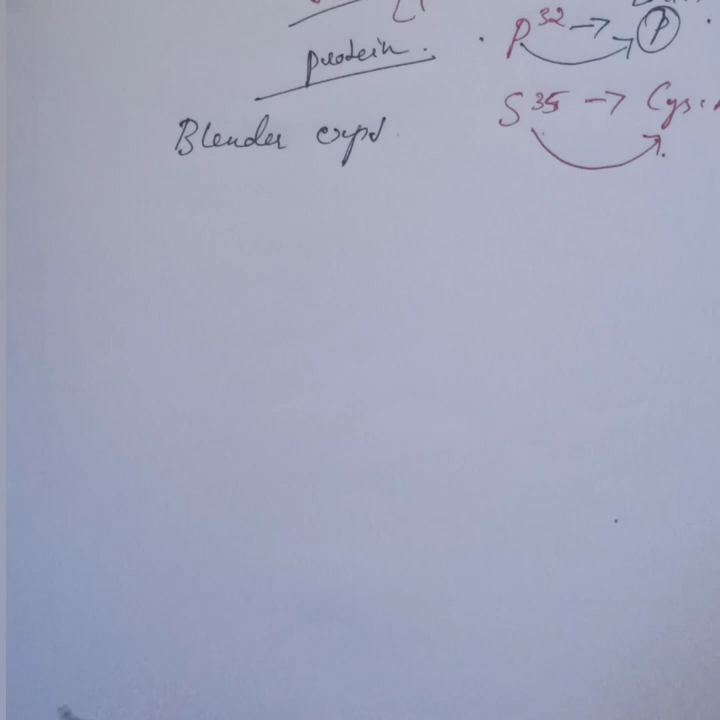 protein. . P³² → Ⓟ .
S³⁵ → Cys.
Blender expt